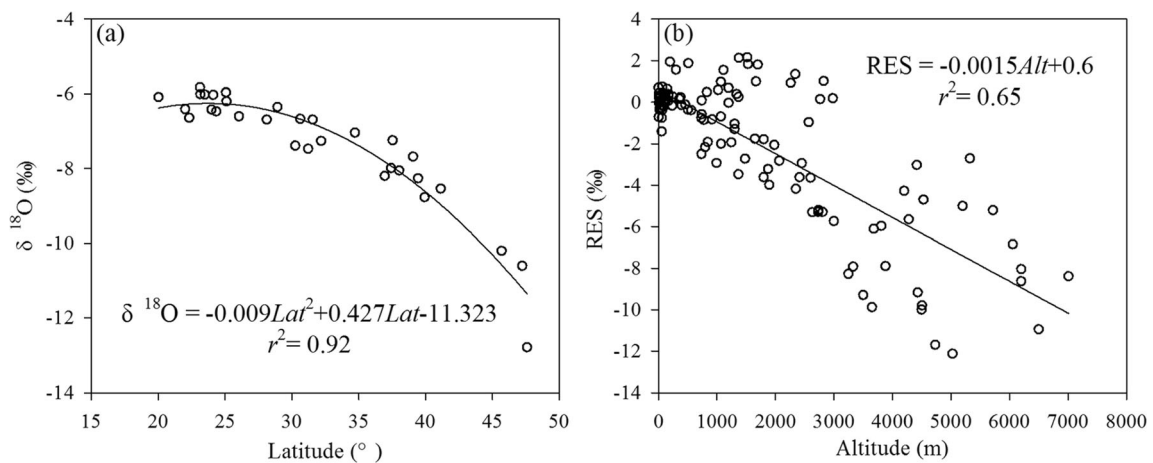 (a)
-4
-6
-8
-10
-12
-14
δ ¹⁸O (‰)
δ ¹⁸O = -0.009Lat²+0.427Lat-11.323
r²= 0.92
15 20 25 30 35 40 45 50
Latitude (° )
(b)
4
2
0
-2
-4
-6
-8
-10
-12
-14
RES (‰)
RES = -0.0015Alt+0.6
r²= 0.65
0 1000 2000 3000 4000 5000 6000 7000 8000
Altitude (m)